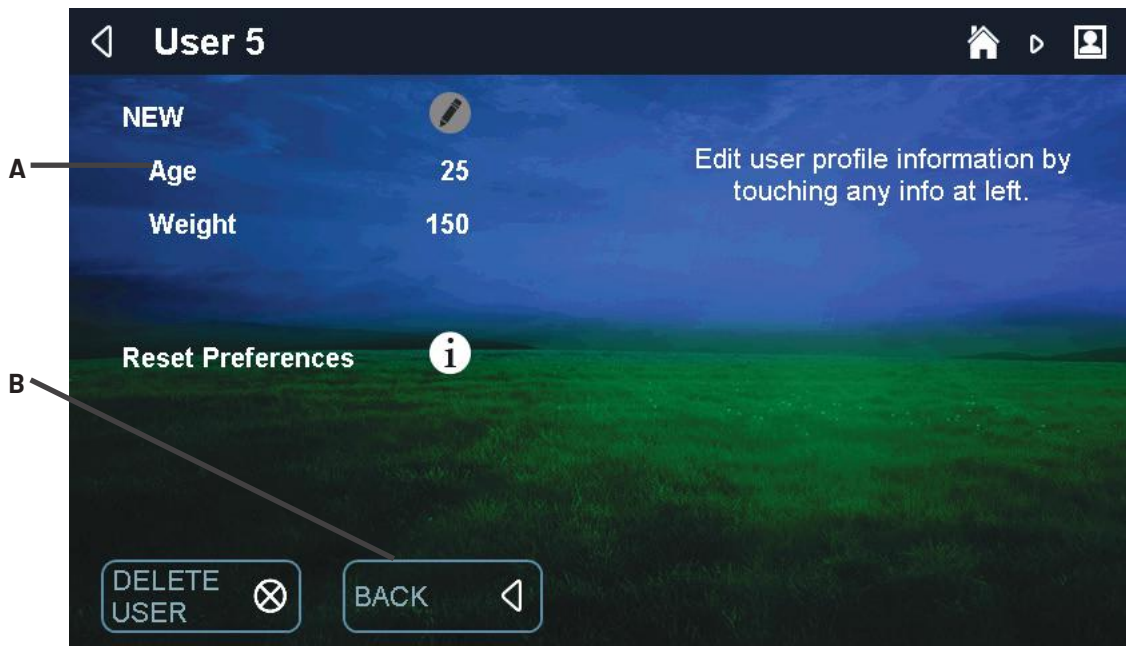 User 5
NEW
A
Age 25
Weight 150
Edit user profile information by
touching any info at left.
Reset Preferences i
B
DELETE
USER
BACK